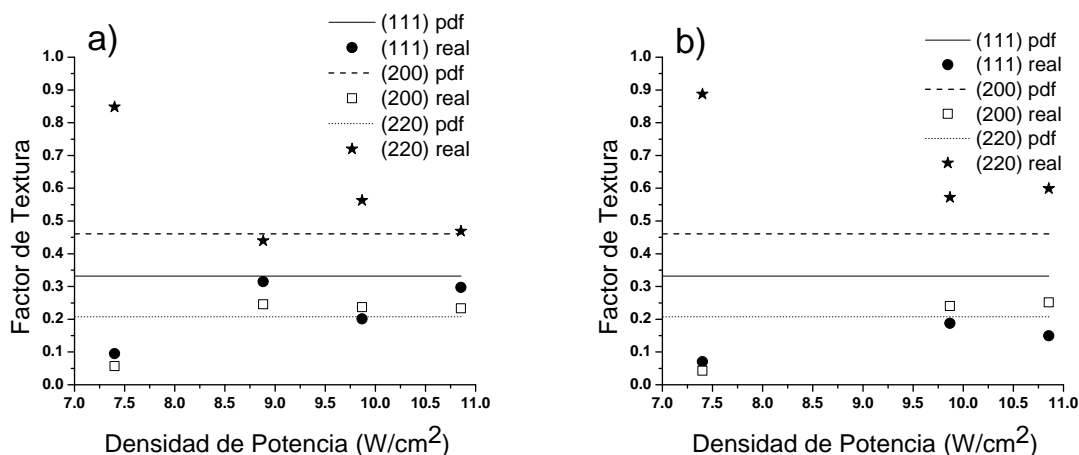 a)
(111) pdf
(111) real
(200) pdf
(200) real
(220) pdf
(220) real
1.0
0.9
0.8
0.7
0.6
0.5
0.4
0.3
0.2
0.1
0.0
Factor de Textura
7.0 7.5 8.0 8.5 9.0 9.5 10.0 10.5 11.0
Densidad de Potencia (W/cm2)
b)
(111) pdf
(111) real
(200) pdf
(200) real
(220) pdf
(220) real
1.0
0.9
0.8
0.7
0.6
0.5
0.4
0.3
0.2
0.1
0.0
Factor de Textura
7.0 7.5 8.0 8.5 9.0 9.5 10.0 10.5 11.0
Densidad de Potencia (W/cm2)